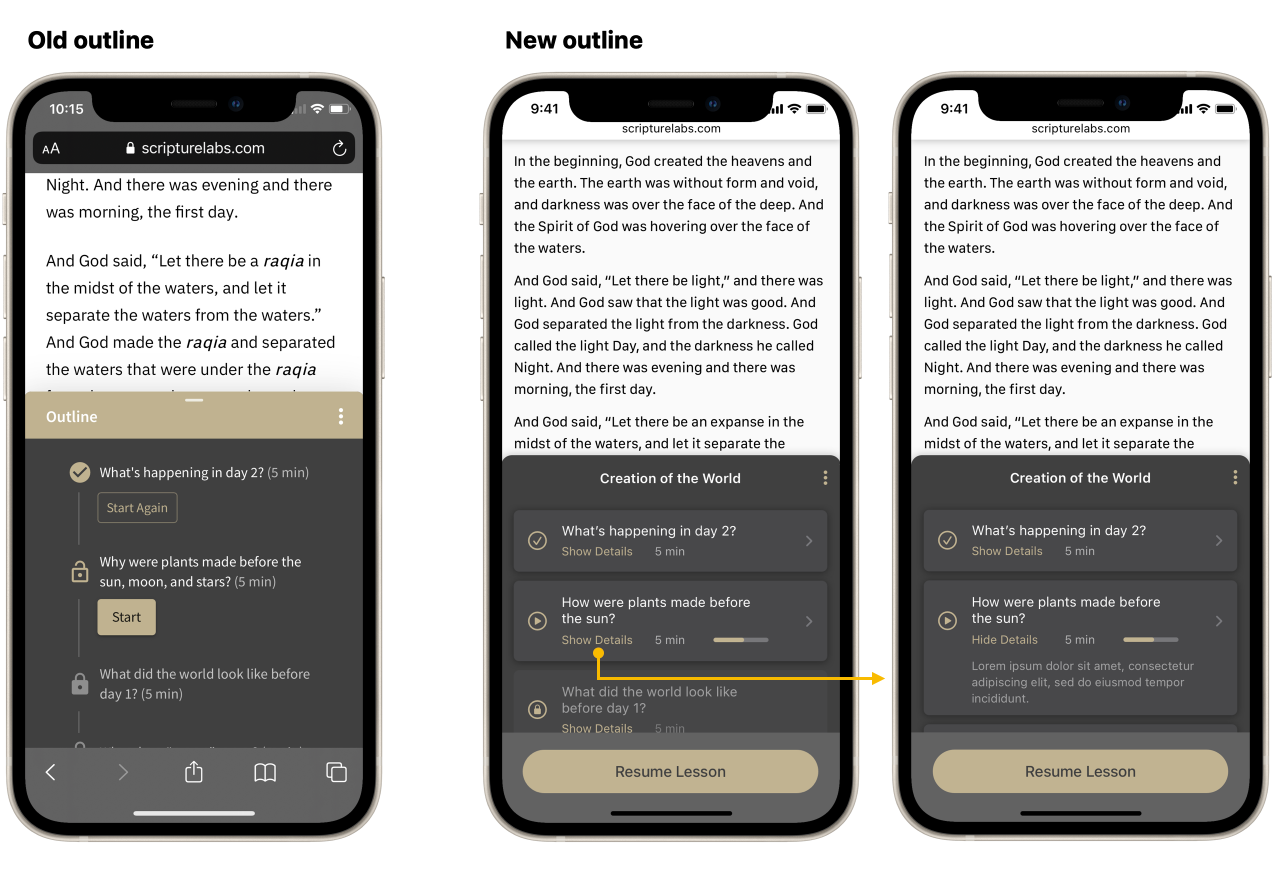 Old outline
10:15
AA
scripturelabs.com
Night. And there was evening and there
was morning, the first day.
And God said, “Let there be a raqia in
the midst of the waters, and let it
separate the waters from the waters.”
And God made the raqia and separated
the waters that were under the raqia
Outline
What's happening in day 2? (5 min)
Start Again
Why were plants made before the
sun, moon, and stars? (5 min)
Start
What did the world look like before
day 1? (5 min)
New outline
9:41
scripturelabs.com
In the beginning, God created the heavens and
the earth. The earth was without form and void,
and darkness was over the face of the deep. And
the Spirit of God was hovering over the face of
the waters.
And God said, “Let there be light,” and there was
light. And God saw that the light was good. And
God separated the light from the darkness. God
called the light Day, and the darkness he called
Night. And there was evening and there was
morning, the first day.
And God said, “Let there be an expanse in the
midst of the waters, and let it separate the
Creation of the World
What’s happening in day 2?
Show Details 5 min
How were plants made before
the sun?
Show Details 5 min
What did the world look like
before day 1?
Show Details 5 min
Resume Lesson
9:41
scripturelabs.com
In the beginning, God created the heavens and
the earth. The earth was without form and void,
and darkness was over the face of the deep. And
the Spirit of God was hovering over the face of
the waters.
And God said, “Let there be light,” and there was
light. And God saw that the light was good. And
God separated the light from the darkness. God
called the light Day, and the darkness he called
Night. And there was evening and there was
morning, the first day.
And God said, “Let there be an expanse in the
midst of the waters, and let it separate the
Creation of the World
What’s happening in day 2?
Show Details 5 min
How were plants made before
the sun?
Hide Details 5 min
Lorem ipsum dolor sit amet, consectetur
adipiscing elit, sed do eiusmod tempor
incididunt.
Resume Lesson